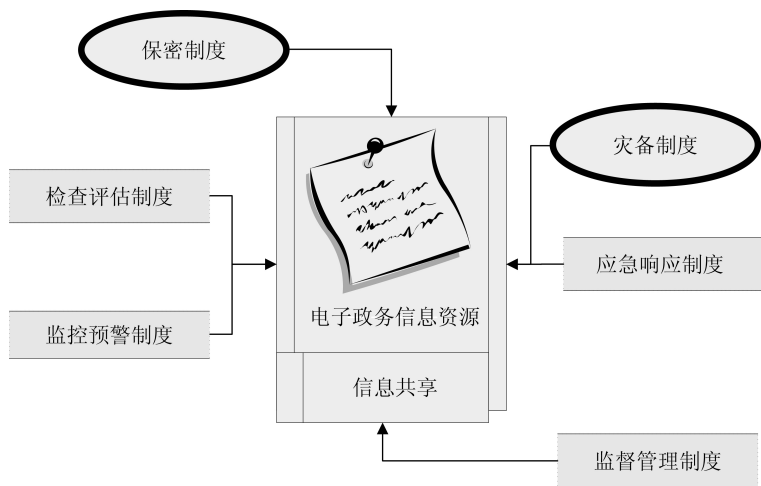 保密制度
灾备制度
检查评估制度
应急响应制度
电子政务信息资源
监控预警制度
信息共享
监督管理制度